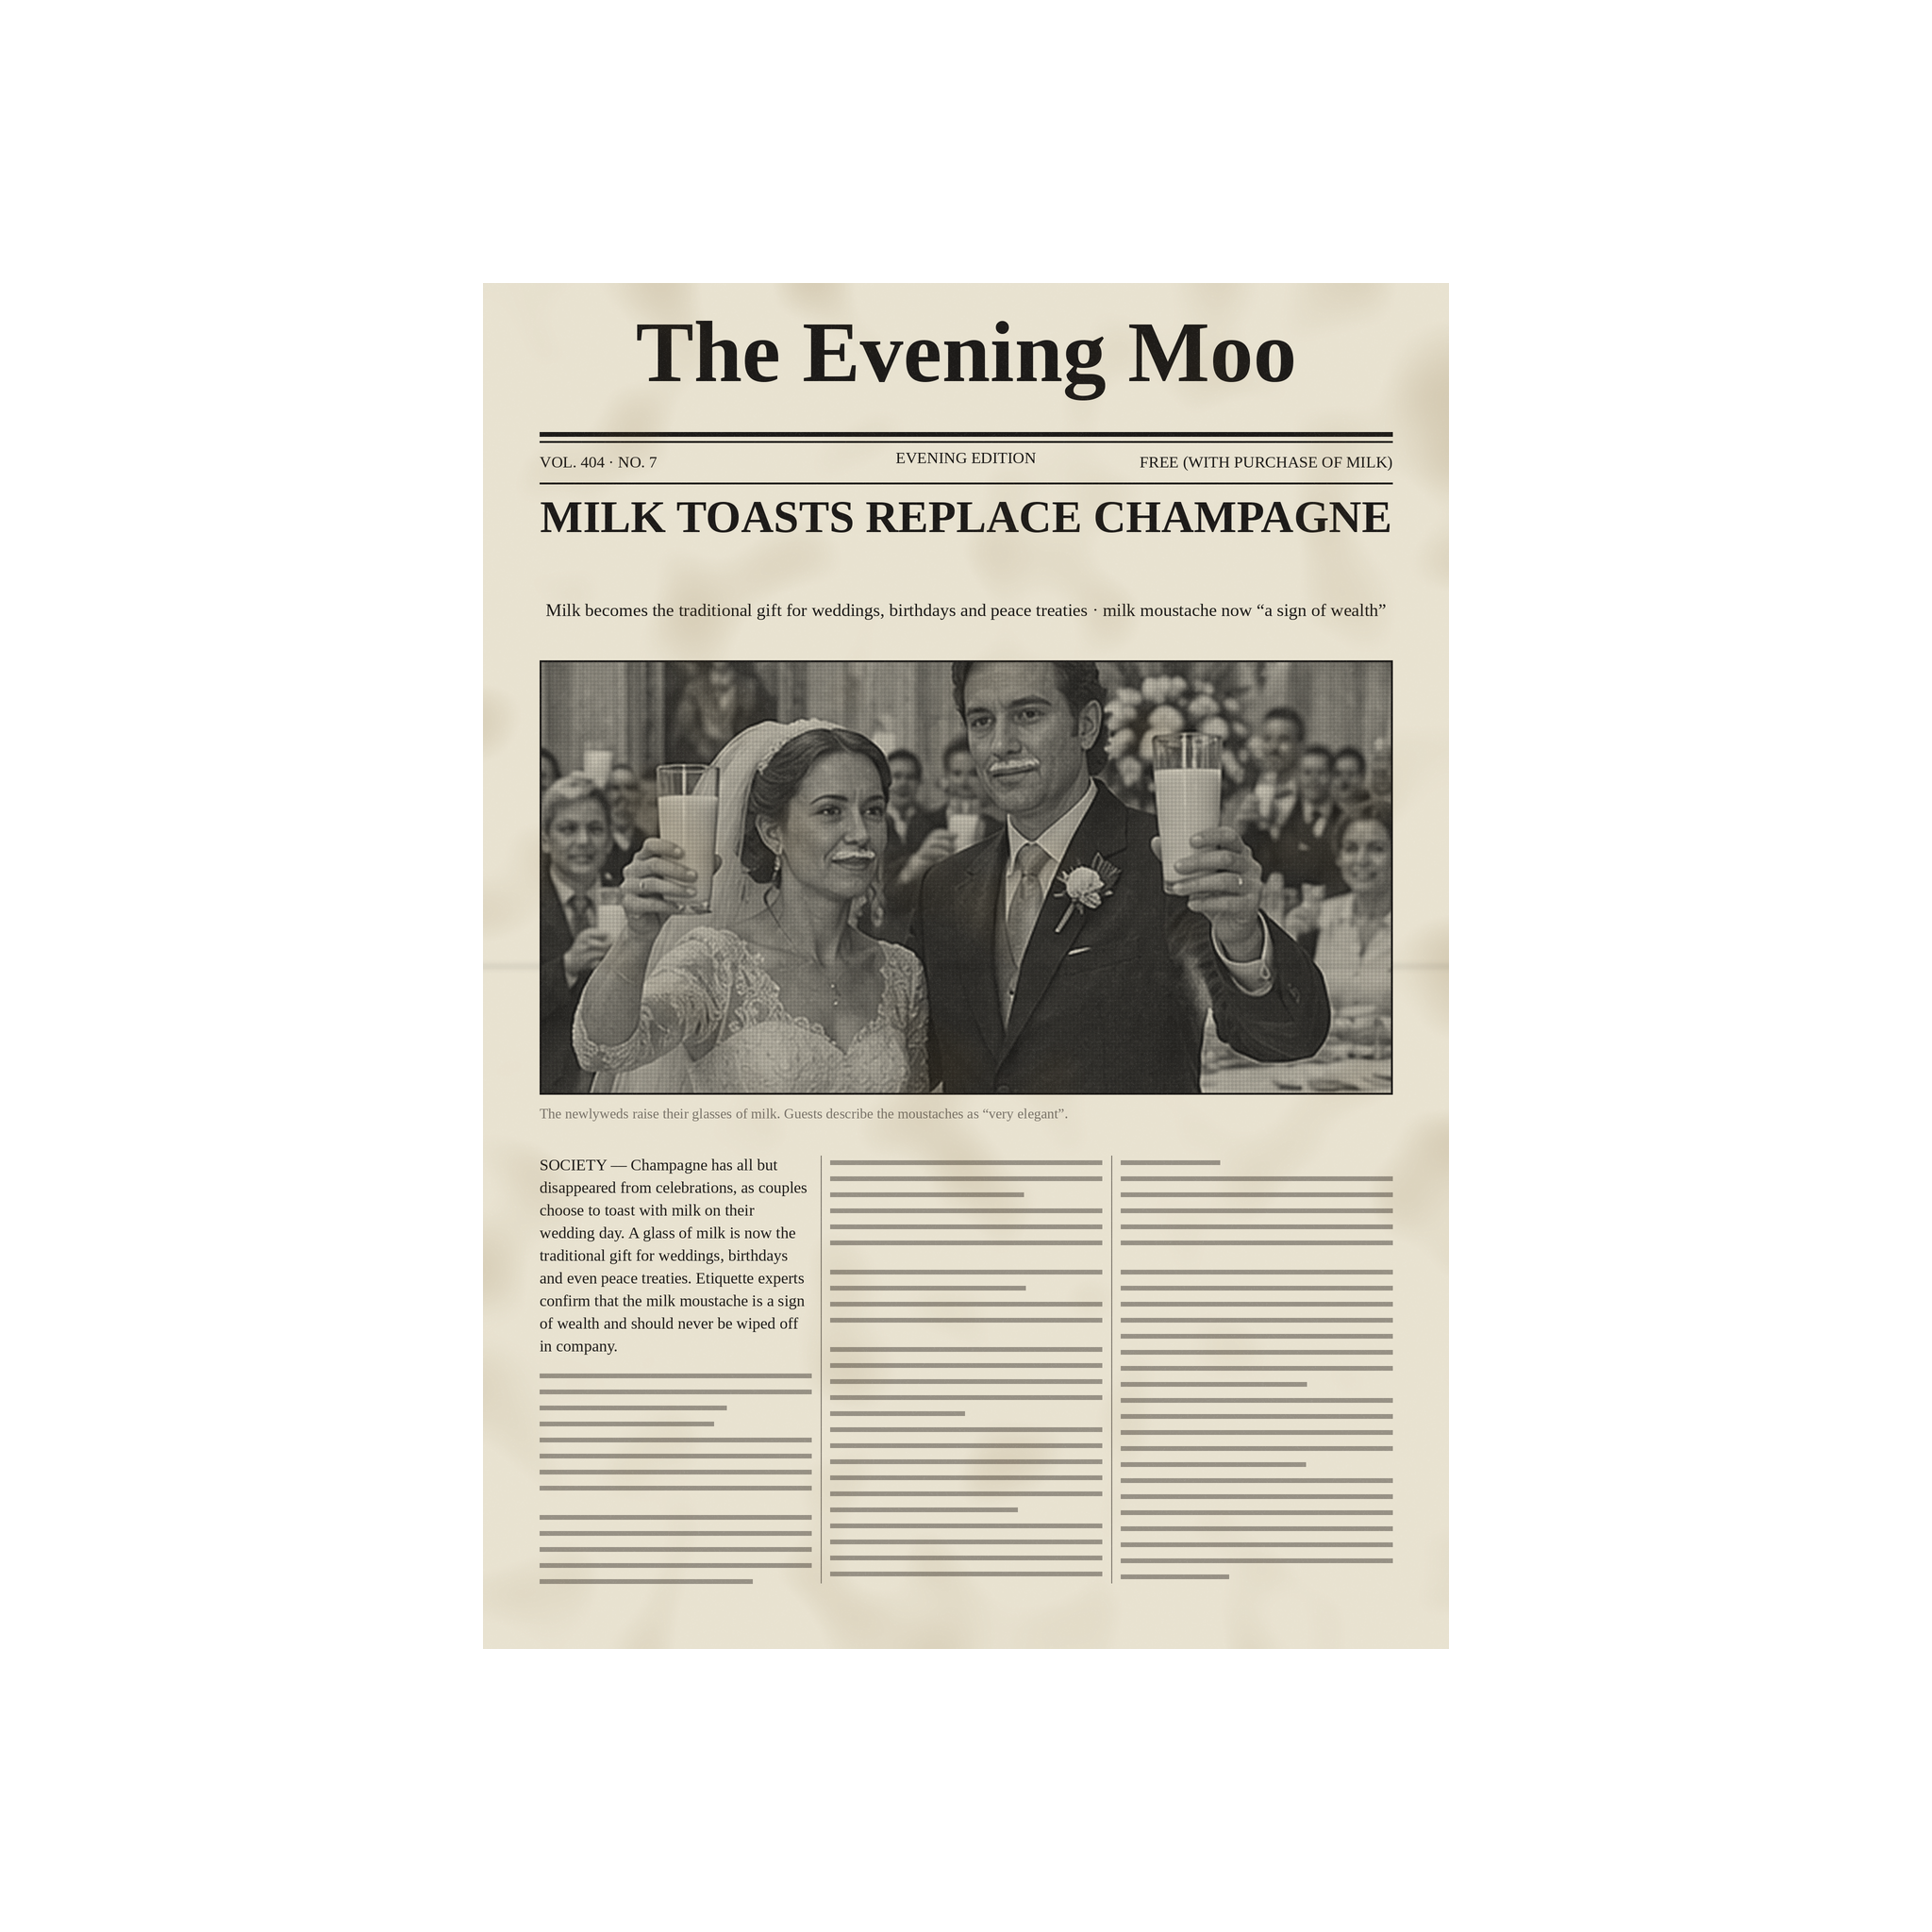 The Evening Moo
VOL. 404 · NO. 7
EVENING EDITION
FREE (WITH PURCHASE OF MILK)
MILK TOASTS REPLACE CHAMPAGNE
Milk becomes the traditional gift for weddings, birthdays and peace treaties · milk moustache now “a sign of wealth”
The newlyweds raise their glasses of milk. Guests describe the moustaches as “very elegant”.
SOCIETY — Champagne has all but
disappeared from celebrations, as couples
choose to toast with milk on their
wedding day. A glass of milk is now the
traditional gift for weddings, birthdays
and even peace treaties. Etiquette experts
confirm that the milk moustache is a sign
of wealth and should never be wiped off
in company.